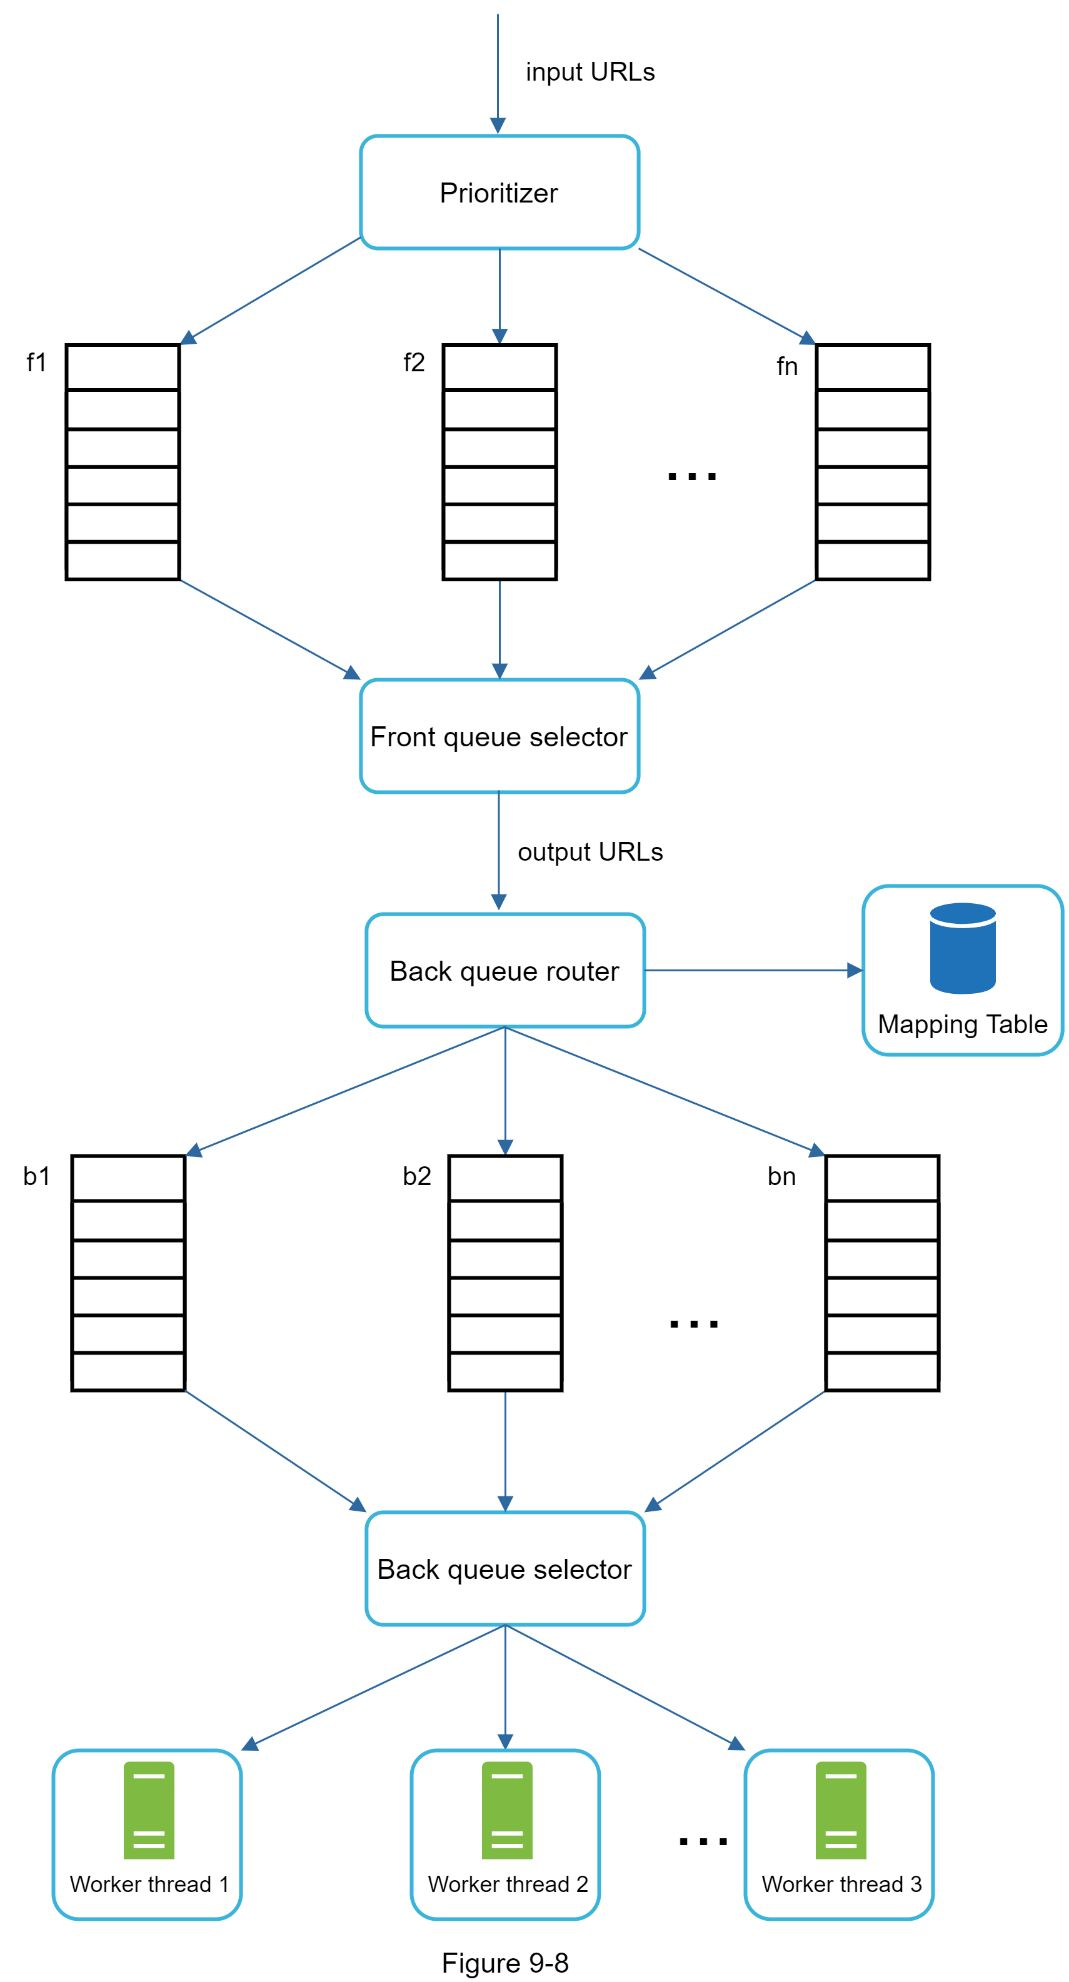 input URLs
Prioritizer
f1
f2
fn
...
Front queue selector
output URLs
Back queue router
Mapping Table
b1
b2
bn
...
Back queue selector
...
Worker thread 1
Worker thread 2
Worker thread 3
Figure 9-8